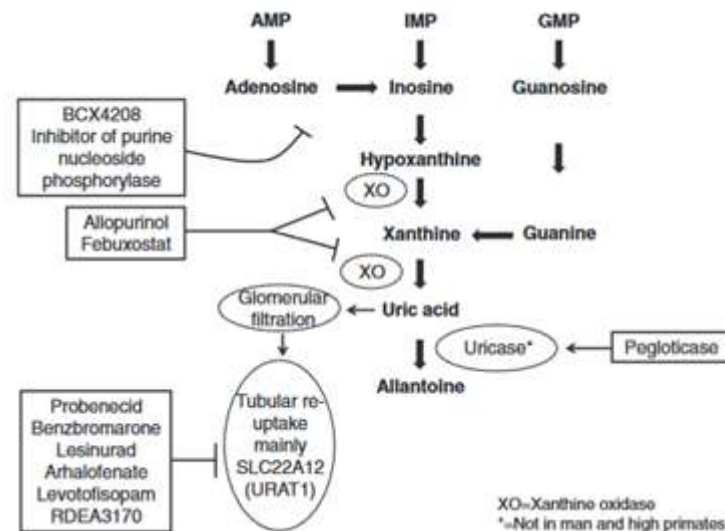 AMP IMP GMP
Adenosine Inosine Guanosine
BCX4208
Inhibitor of purine
nucleoside
phosphorylase
Hypoxanthine
XO
Allopurinol
Febuxostat
Xanthine Guanine
XO
Glomerular
filtration
Uric acid
Uricase*
Pegloticase
Allantoine
Probenecid
Benzbromarone
Lesinurad
Arhalofenate
Levotofisopam
RDEA3170
Tubular re-
uptake
mainly
SLC22A12
(URAT1)
XO=Xanthine oxidase
*=Not in man and high primates